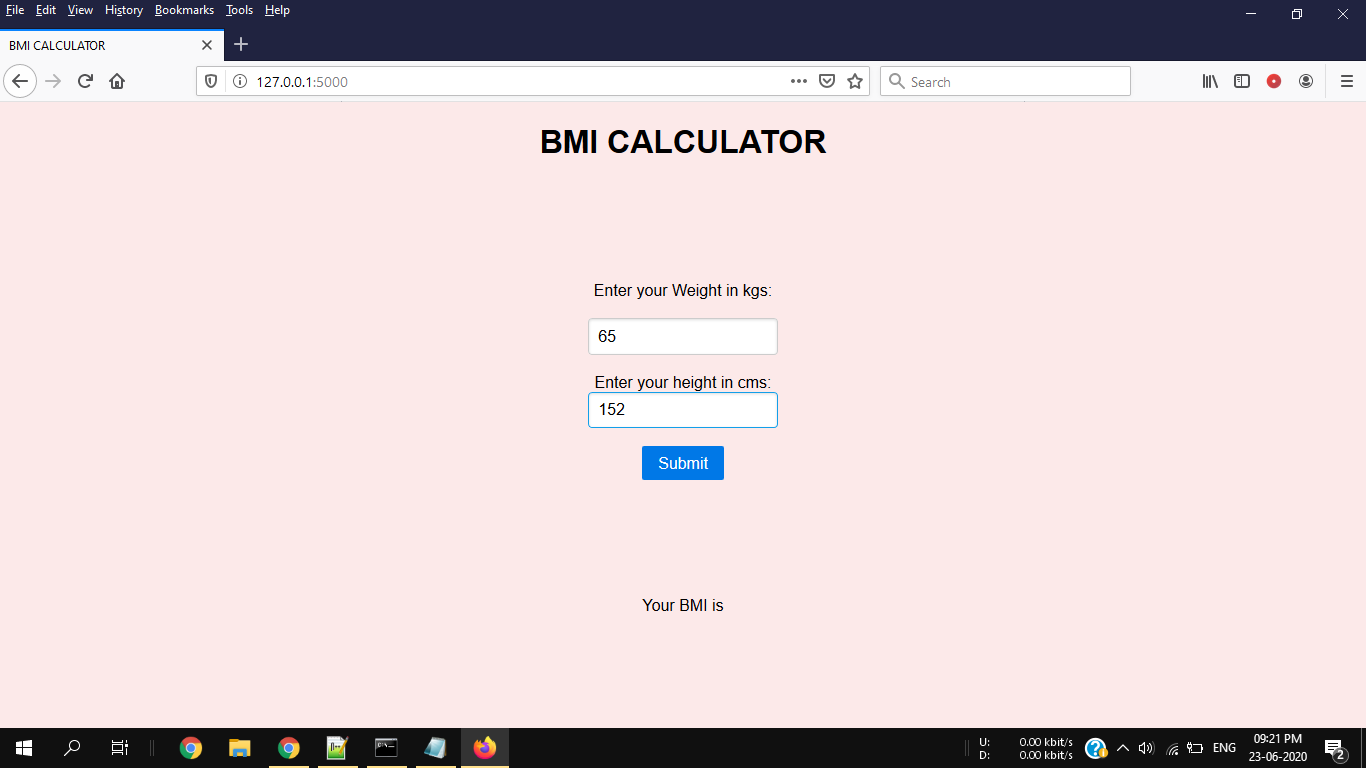 File Edit View History Bookmarks Tools Help
BMI CALCULATOR
127.0.0.1:5000
Search
BMI CALCULATOR
Enter your Weight in kgs:
65
Enter your height in cms:
152
Submit
Your BMI is
U: 0.00 kbit/s
D: 0.00 kbit/s
ENG
09:21 PM
23-06-2020
2